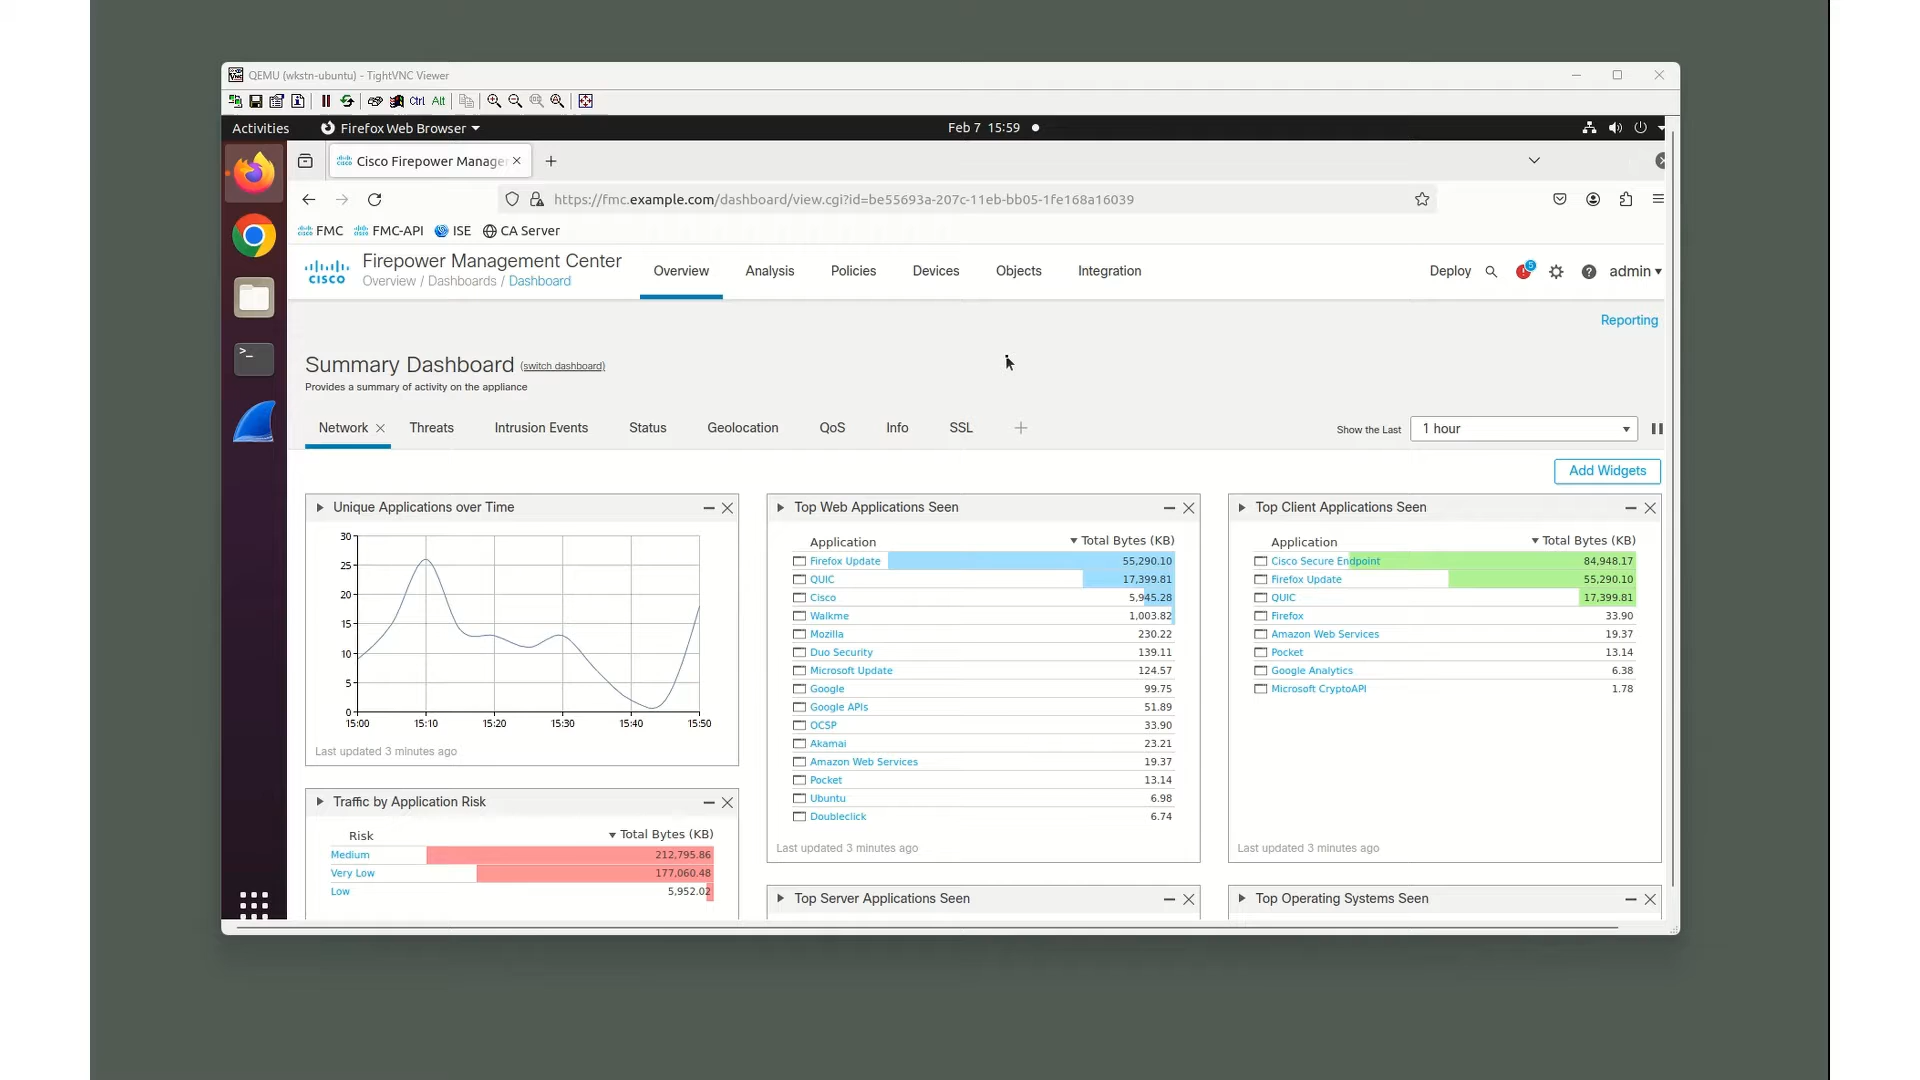 QEMU (wkstn-ubuntu) - TightVNC Viewer
Ctrl Alt
Activities Firefox Web Browser Feb 7 15:59
Cisco Firepower Manage
https://fmc.example.com/dashboard/view.cgi?id=be55693a-207c-11eb-bb05-1fe168a16039
FMC FMC-API ISE CA Server
cisco
Firepower Management Center
Overview / Dashboards / Dashboard
Overview Analysis Policies Devices Objects Integration Deploy 5 admin
Reporting
Summary Dashboard (switch dashboard)
Provides a summary of activity on the appliance
Network Threats Intrusion Events Status Geolocation QoS Info SSL Show the Last 1 hour
Add Widgets
Unique Applications over Time
30
25
20
15
10
5
0
15:00 15:10 15:20 15:30 15:40 15:50
Last updated 3 minutes ago
Traffic by Application Risk
Risk Total Bytes (KB)
Medium 212,795.86
Very Low 177,060.48
Low 5,952.02
Top Web Applications Seen
Application Total Bytes (KB)
Firefox Update 55,290.10
QUIC 17,399.81
Cisco 5,945.28
Walkme 1,003.82
Mozilla 230.22
Duo Security 139.11
Microsoft Update 124.57
Google 99.75
Google APIs 51.89
OCSP 33.90
Akamai 23.21
Amazon Web Services 19.37
Pocket 13.14
Ubuntu 6.98
Doubleclick 6.74
Last updated 3 minutes ago
Top Server Applications Seen
Top Client Applications Seen
Application Total Bytes (KB)
Cisco Secure Endpoint 84,948.17
Firefox Update 55,290.10
QUIC 17,399.81
Firefox 33.90
Amazon Web Services 19.37
Pocket 13.14
Google Analytics 6.38
Microsoft CryptoAPI 1.78
Last updated 3 minutes ago
Top Operating Systems Seen